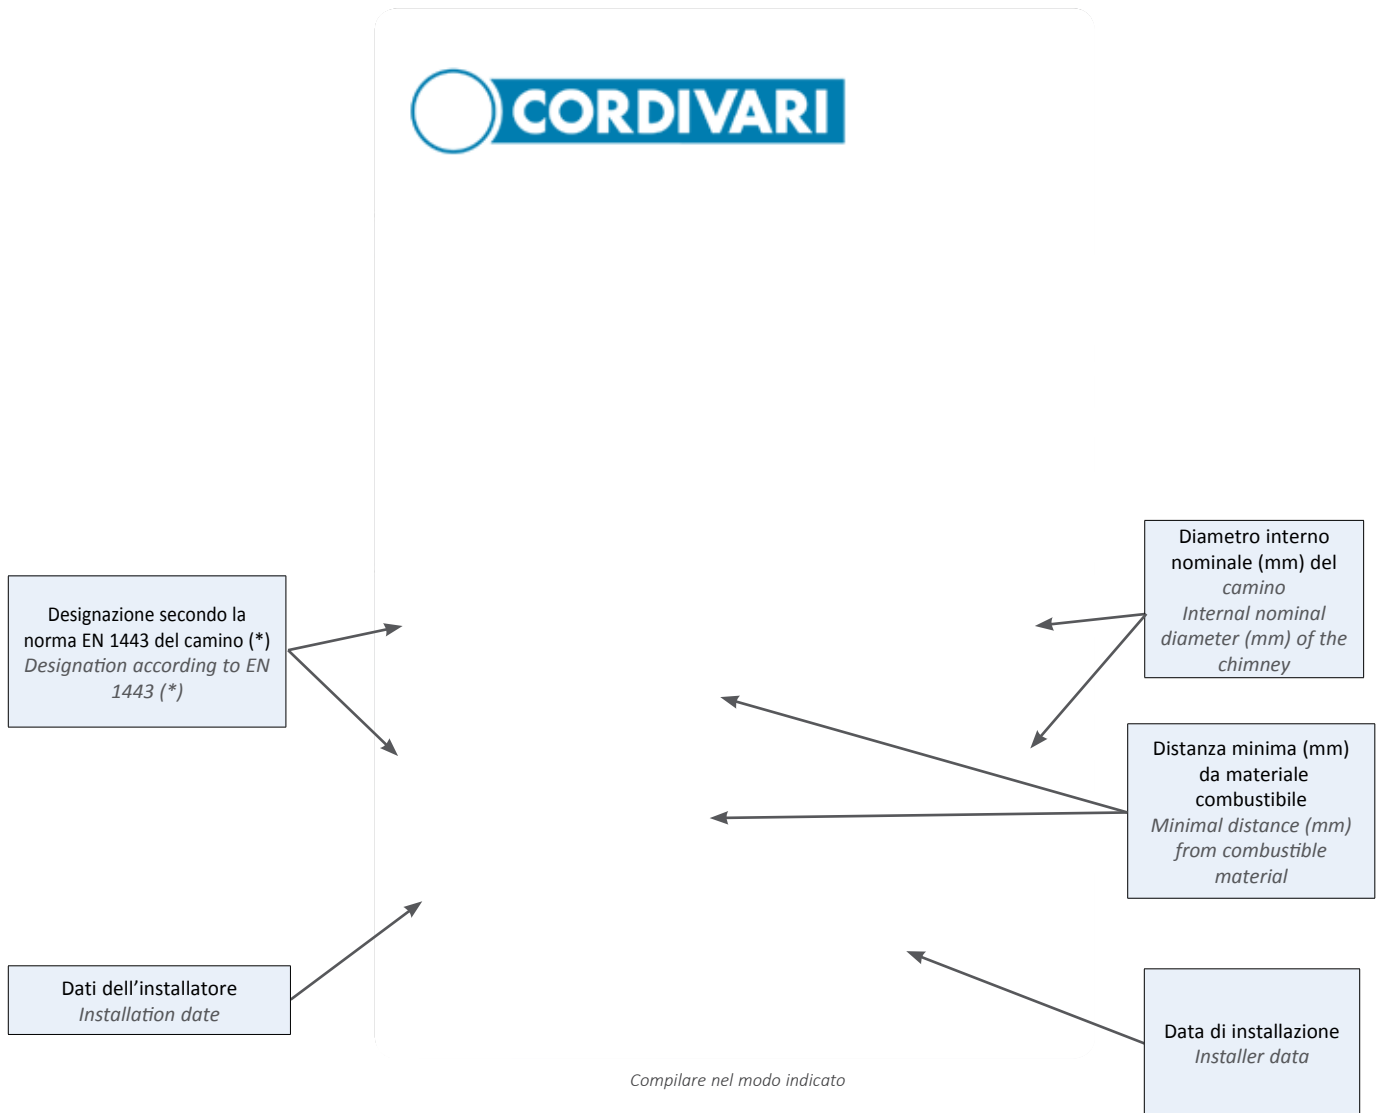 CORDIVARI
Diametro interno
nominale (mm) del
camino
Internal nominal
diameter (mm) of the
chimney
Designazione secondo la
norma EN 1443 del camino (*)
Designation according to EN
1443 (*)
Distanza minima (mm)
da materiale
combustibile
Minimal distance (mm)
from combustible
material
Dati dell’installatore
Installation date
Data di installazione
Installer data
Compilare nel modo indicato